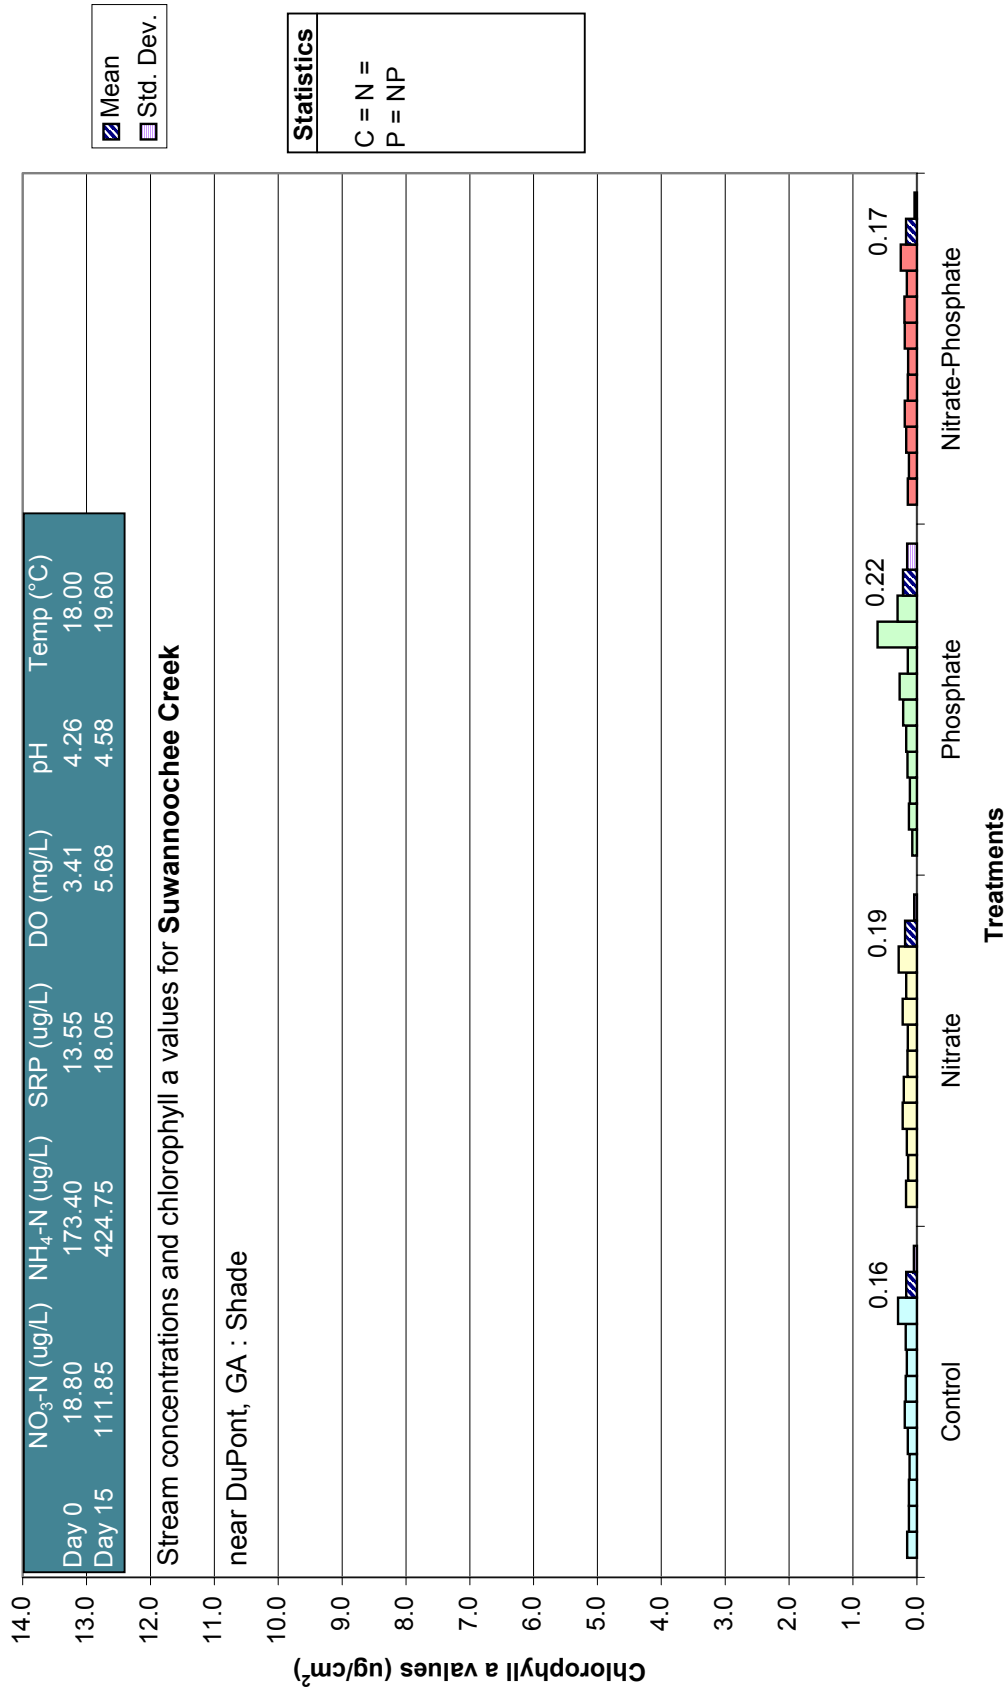 NO₃-N (ug/L) NH₄-N (ug/L) SRP (ug/L) DO (mg/L) pH Temp (°C)
Day 0 18.80 173.40 13.55 3.41 4.26 18.00
Day 15 111.85 424.75 18.05 5.68 4.58 19.60
Stream concentrations and chlorophyll a values for Suwannoochee Creek
near DuPont, GA : Shade
Mean
Std. Dev.
Statistics
C = N =
P = NP
Chlorophyll a values (ug/cm²)
14.0
13.0
12.0
11.0
10.0
9.0
8.0
7.0
6.0
5.0
4.0
3.0
2.0
1.0
0.0
0.16
0.19
0.22
0.17
Control
Nitrate
Phosphate
Nitrate-Phosphate
Treatments